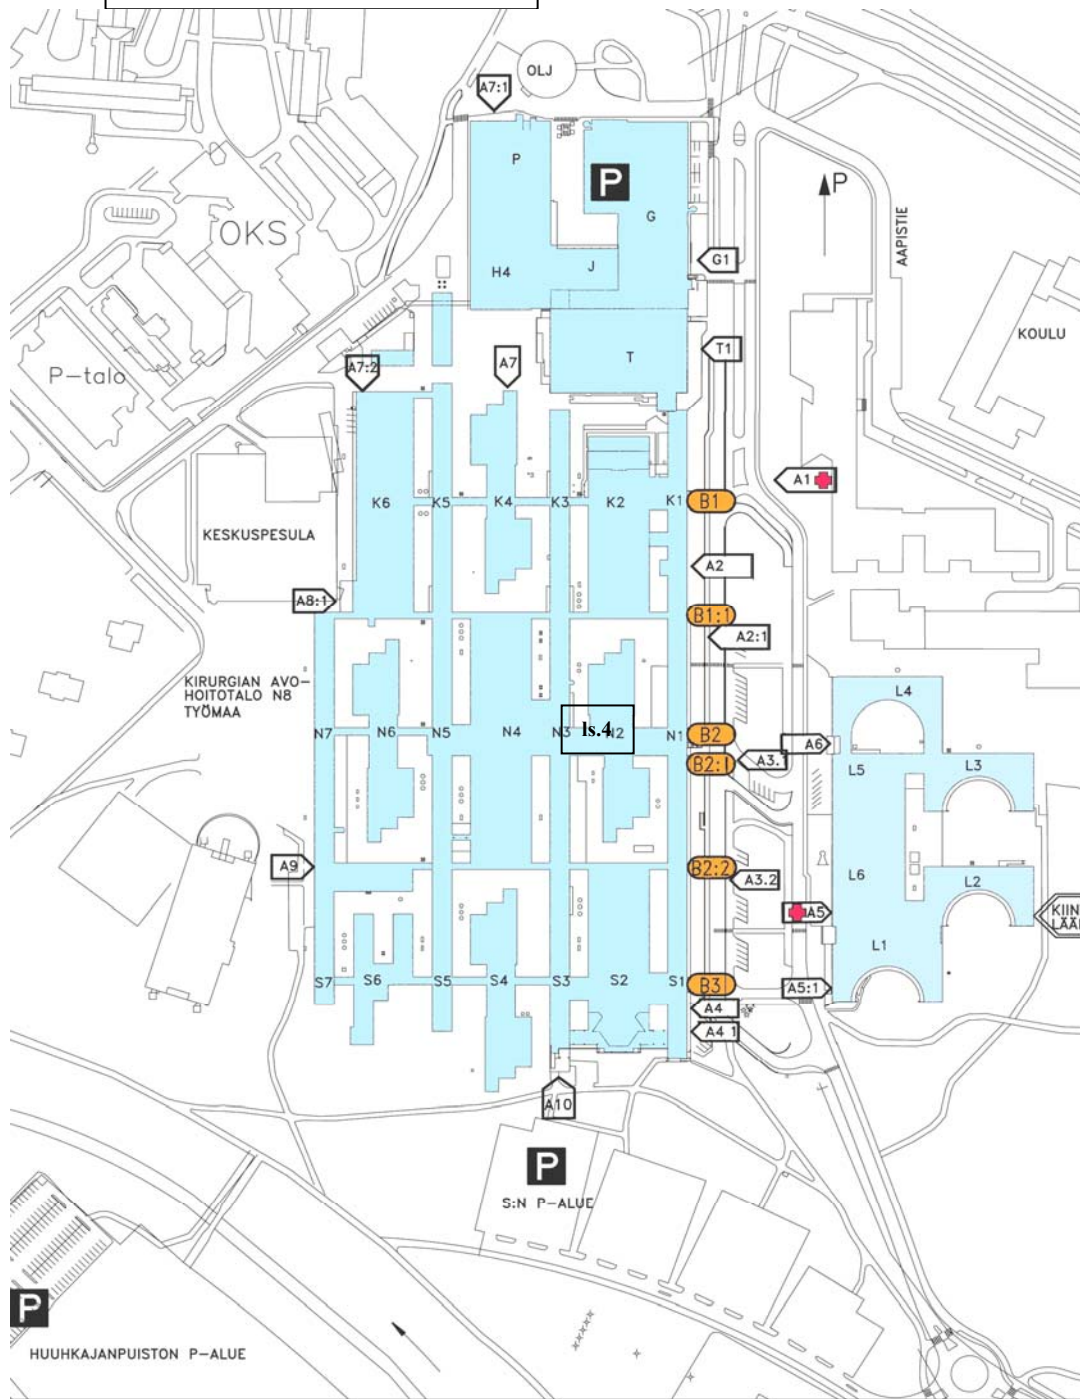 OLJ
A7:1
P
P
P
G
OKS
AAPISTIE
G1
J
H4
KOULU
T1
T
A7
A7:2
P-talo
A1
K6
K5
K4
K3
K2
K1
B1
KESKUSPESULA
A2
A8:1
B1:1
A2:1
KIRURGIAN AVO-
HOITOTALO N8
TYÖMAA
L4
N7
N6
N5
N4
N3
ls.4
N2
N1
B2
A6
A3.
B2:1
L5
L3
A9
B2:2
A3.2
L6
L2
A5
KIIN
LÄÄ
L1
S7
S6
S5
S4
S3
S2
S1
B3
A5:1
A4
A4 1
A10
P
S:N P-ALUE
P
HUUHKAJANPUISTON P-ALUE